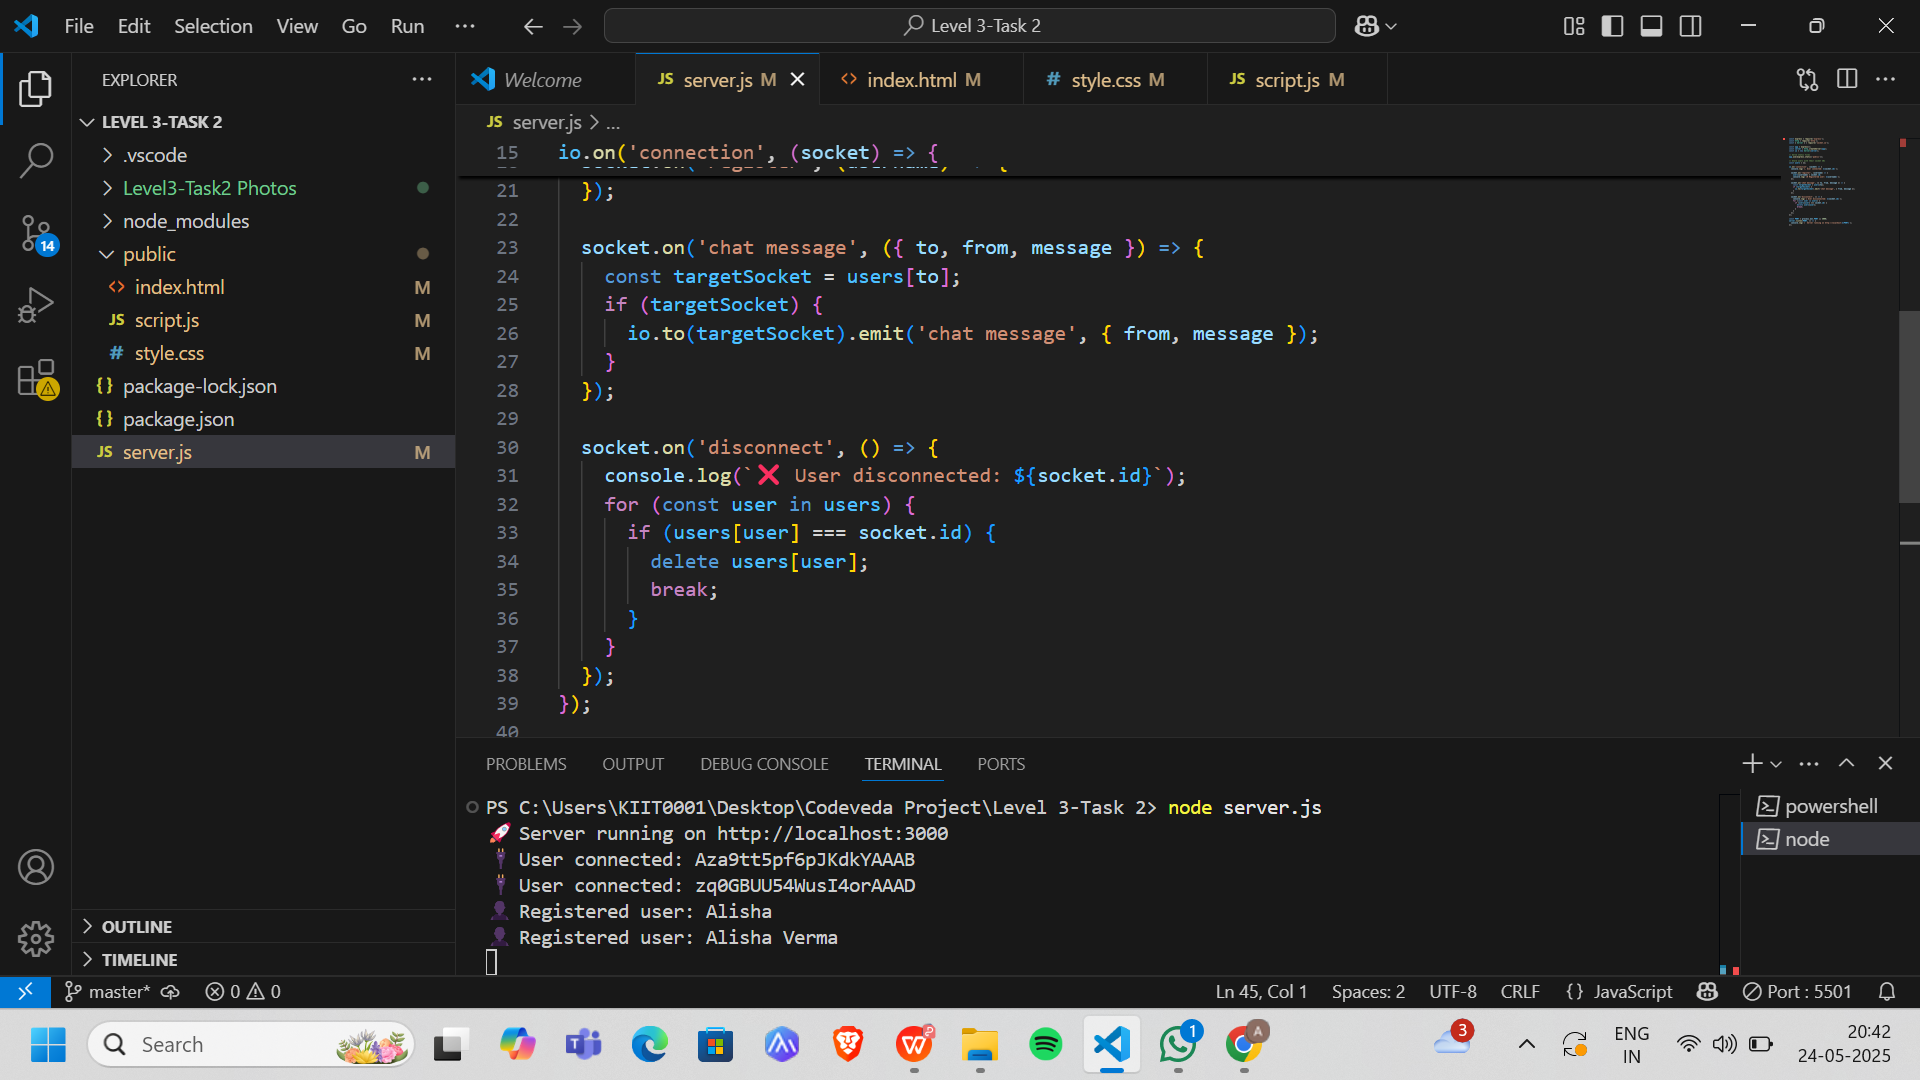 File Edit Selection View Go Run ···
Level 3-Task 2
EXPLORER ···
LEVEL 3-TASK 2
.vscode
Level3-Task2 Photos
node_modules
public
<> index.html M
JS script.js M
# style.css M
{} package-lock.json
{} package.json
JS server.js M
14
OUTLINE
TIMELINE
Welcome
JS server.js M
<> index.html M
# style.css M
JS script.js M
JS server.js > ...
15 io.on('connection', (socket) => {
21 });
22
23 socket.on('chat message', ({ to, from, message }) => {
24 const targetSocket = users[to];
25 if (targetSocket) {
26 io.to(targetSocket).emit('chat message', { from, message });
27 }
28 });
29
30 socket.on('disconnect', () => {
31 console.log(`❌ User disconnected: ${socket.id}`);
32 for (const user in users) {
33 if (users[user] === socket.id) {
34 delete users[user];
35 break;
36 }
37 }
38 });
39 });
40
PROBLEMS OUTPUT DEBUG CONSOLE TERMINAL PORTS
PS C:\Users\KIIT0001\Desktop\Codeveda Project\Level 3-Task 2> node server.js
🚀 Server running on http://localhost:3000
🔌 User connected: Aza9tt5pf6pJKdkYAAAB
🔌 User connected: zq0GBUU54WusI4orAAAD
👤 Registered user: Alisha
👤 Registered user: Alisha Verma
powershell
node
master* 0 0
Ln 45, Col 1 Spaces: 2 UTF-8 CRLF {} JavaScript Port : 5501
Search
1
A
3
ENG
IN
20:42
24-05-2025